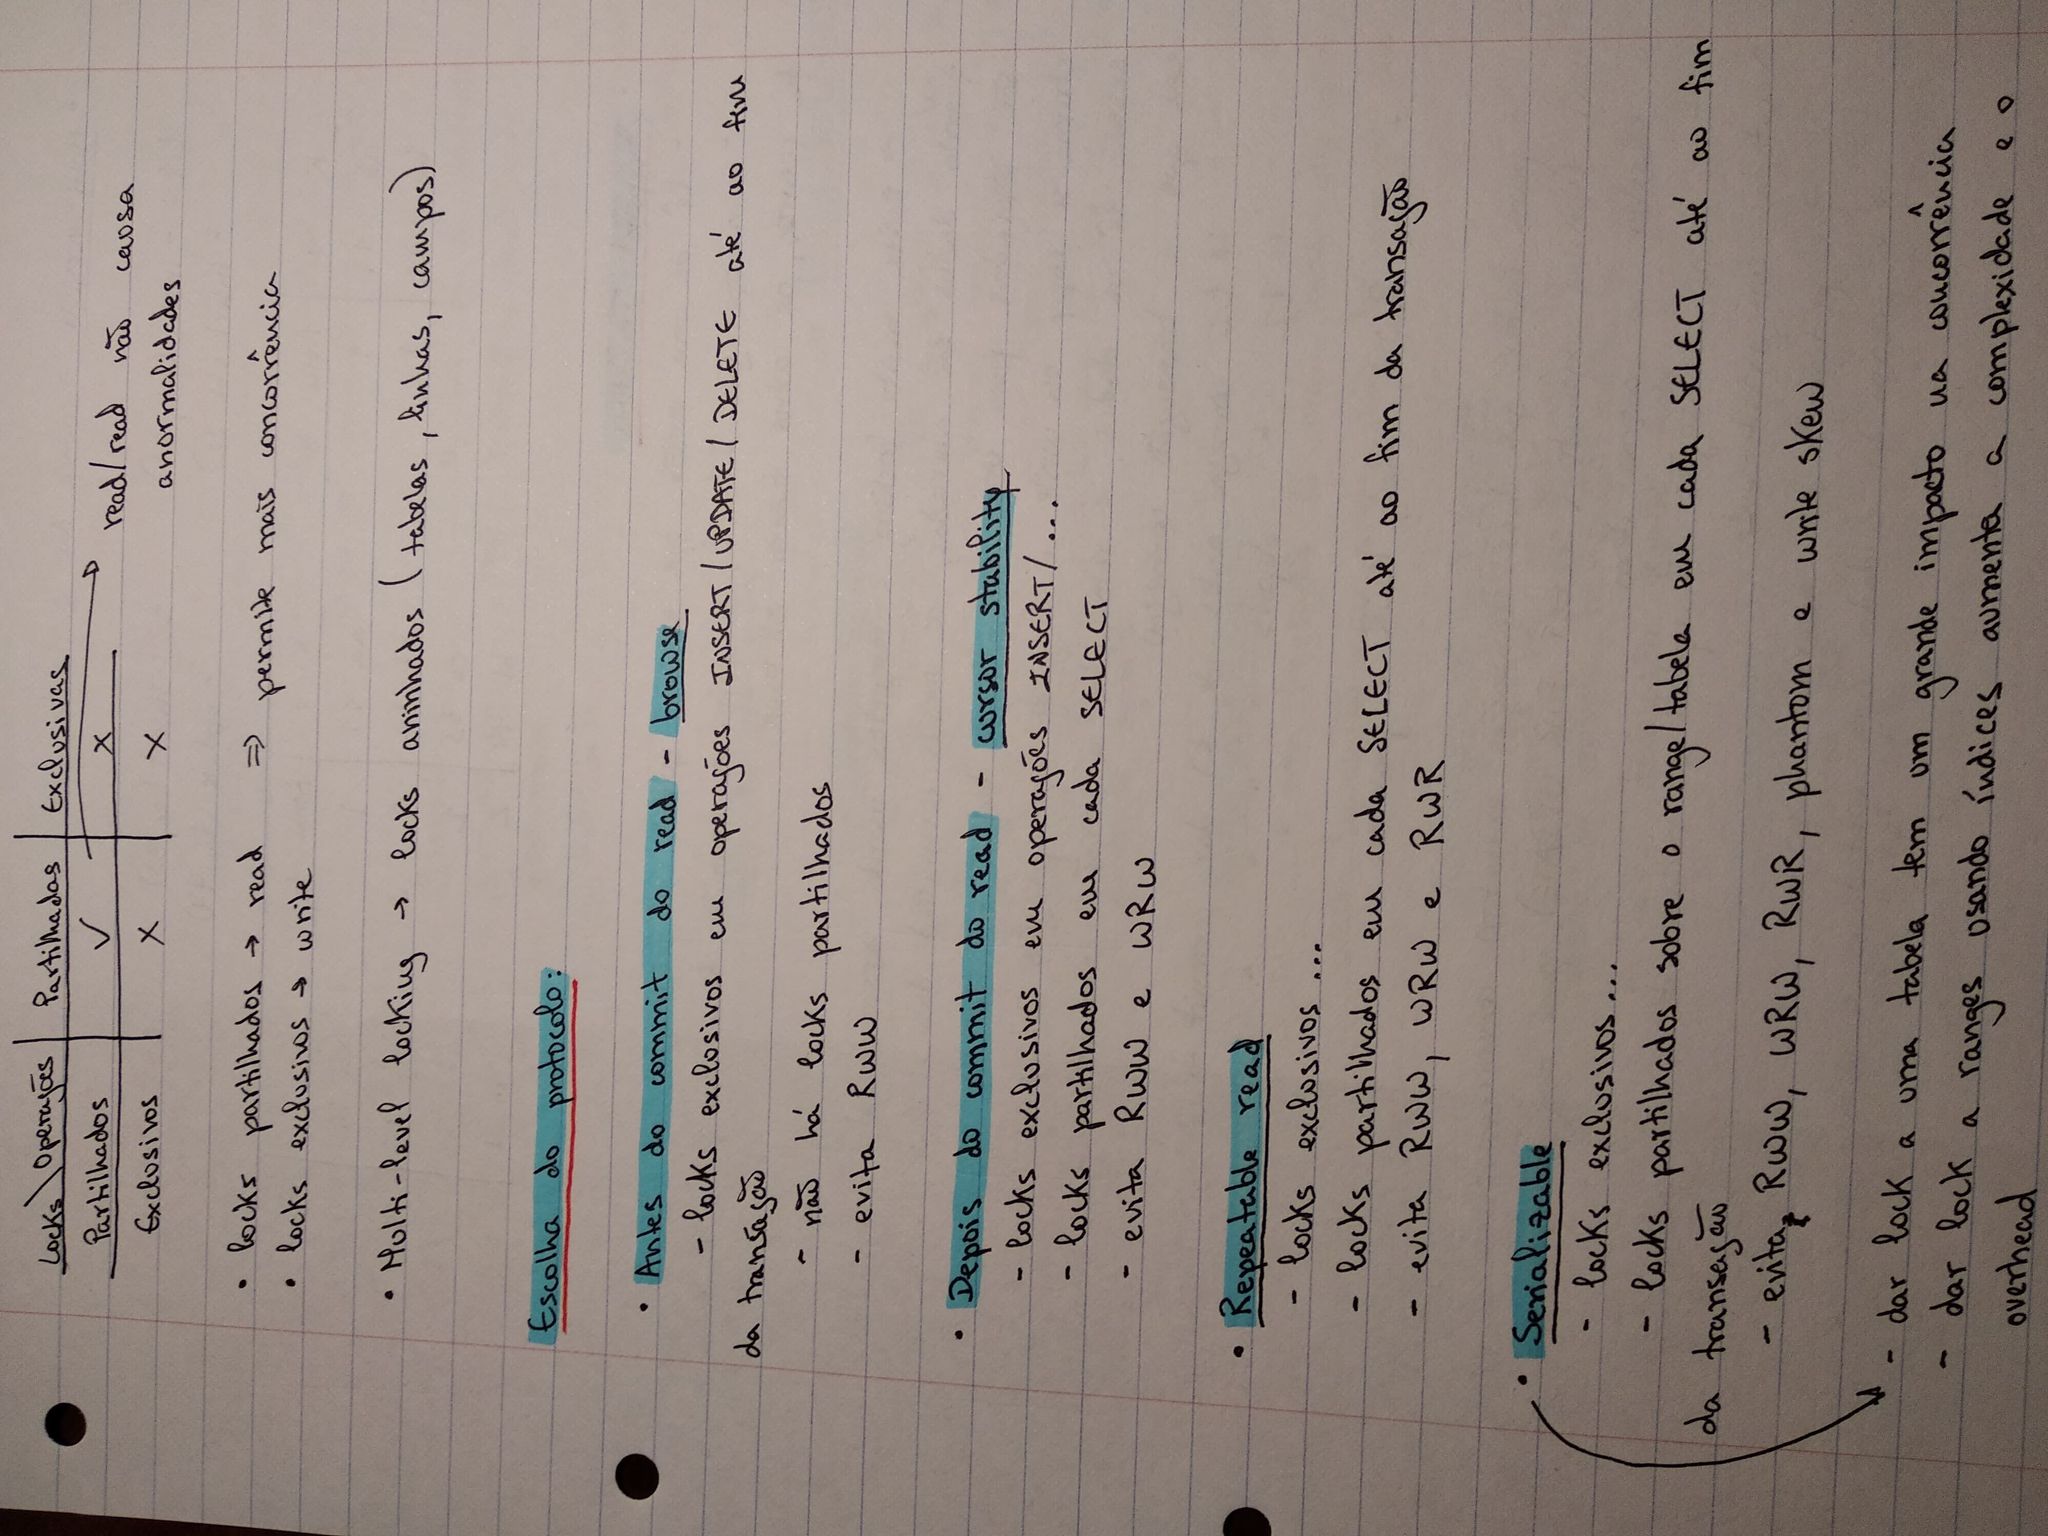 Locks \ Operações | Partilhadas | Exclusivas
Partilhados | ✓ | x → read/read não causa
Exclusivos | x | x anormalidades
• locks partilhados → read ⇒ permite mais concorrência
• locks exclusivos → write
• Multi-level locking → locks aninhados (tabelas, linhas, campos)
Escolha do protocolo:
• Antes do commit do read - browse
- locks exclusivos em operações INSERT/UPDATE/DELETE até ao fim
da transação
- não há locks partilhados
- evita RWW
• Depois do commit do read - cursor stability
- locks exclusivos em operações INSERT/...
- locks partilhados em cada SELECT
- evita RWW e WRW
• Repeatable read
- locks exclusivos...
- locks partilhados em cada SELECT até ao fim da transação
- evita RWW, WRW e RWR
• Serializable
- locks exclusivos...
- locks partilhados sobre o range/tabela em cada SELECT até ao fim
da transação
- evita RWW, WRW, RWR, phantom e write skew
- dar lock a uma tabela tem um grande impacto na concorrência
- dar lock a ranges usando índices aumenta a complexidade e o
overhead